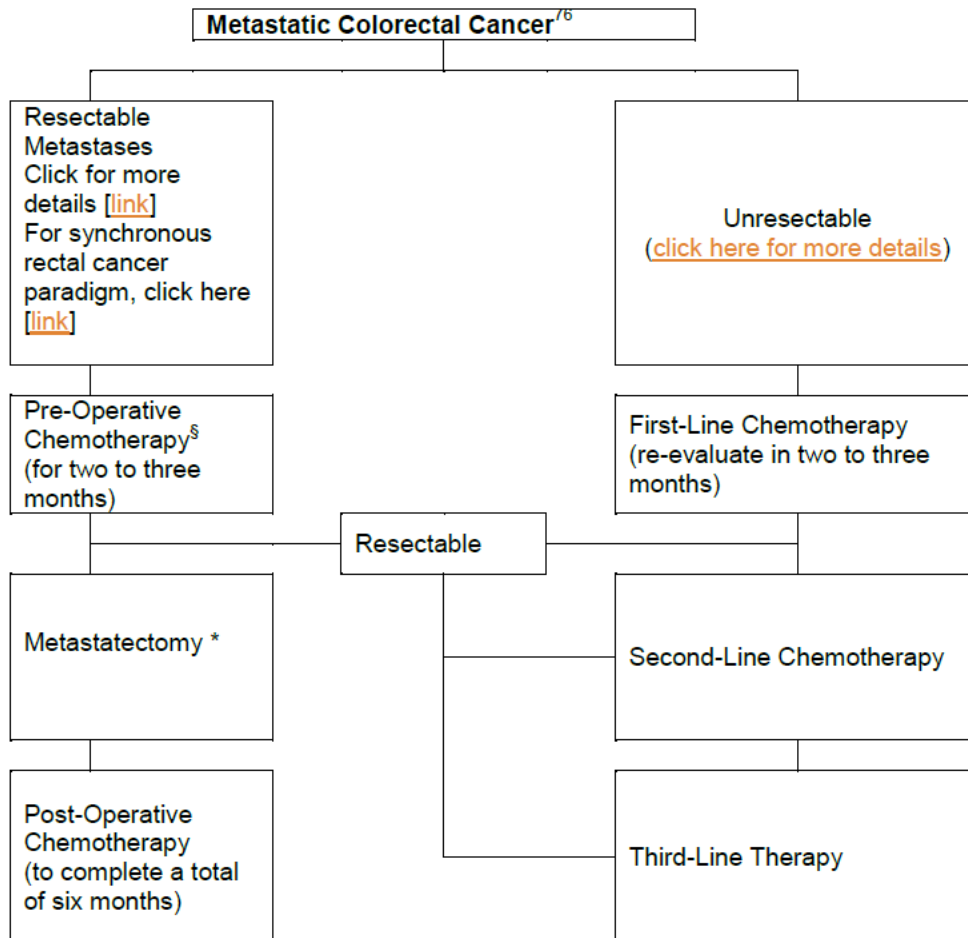 Metastatic Colorectal Cancer76
Resectable
Metastases
Click for more
details [link]
For synchronous
rectal cancer
paradigm, click here
[link]
Unresectable
(click here for more details)
Pre-Operative
Chemotherapy§
(for two to three
months)
First-Line Chemotherapy
(re-evaluate in two to three
months)
Resectable
Metastatectomy *
Second-Line Chemotherapy
Post-Operative
Chemotherapy
(to complete a total
of six months)
Third-Line Therapy